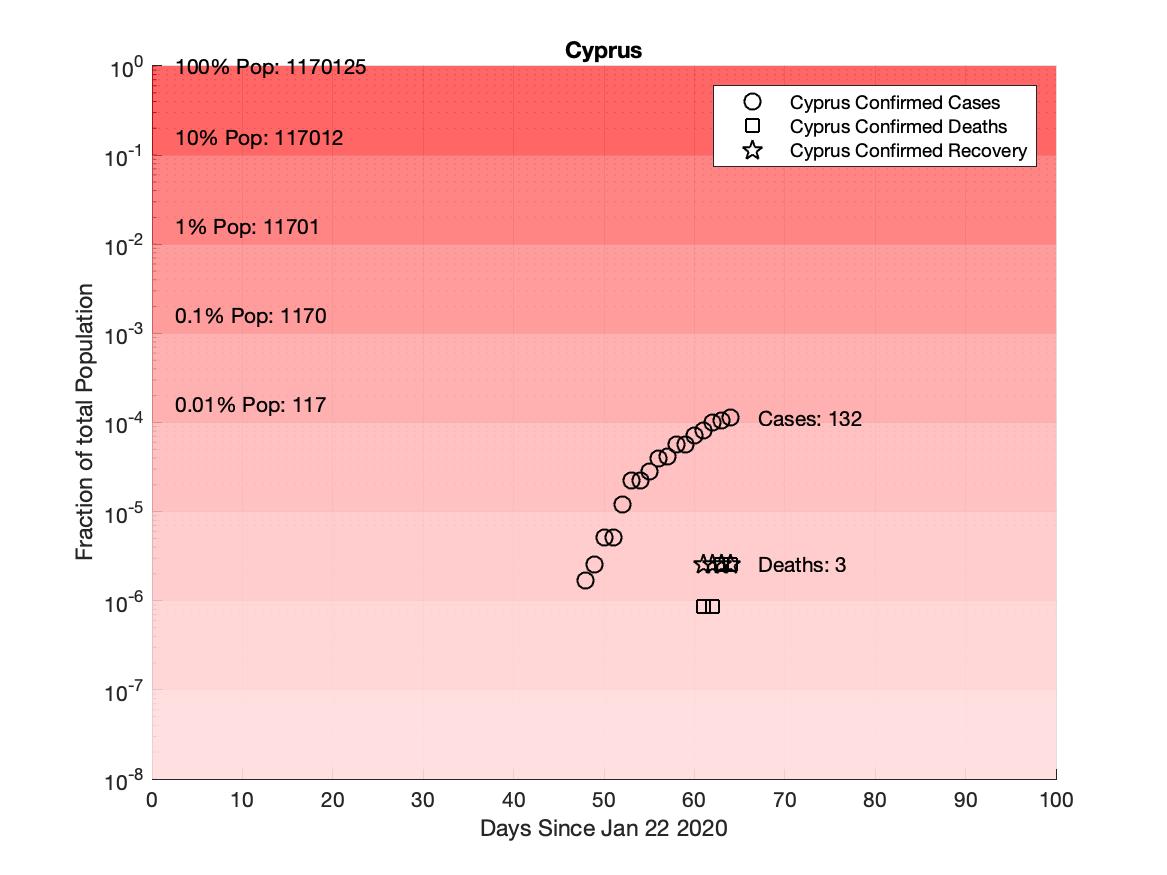 Cyprus
10^0
10^-1
10^-2
10^-3
10^-4
10^-5
10^-6
10^-7
10^-8
Fraction of total Population
100% Pop: 1170125
10% Pop: 117012
1% Pop: 11701
0.1% Pop: 1170
0.01% Pop: 117
Cyprus Confirmed Cases
Cyprus Confirmed Deaths
Cyprus Confirmed Recovery
Cases: 132
Deaths: 3
0 10 20 30 40 50 60 70 80 90 100
Days Since Jan 22 2020